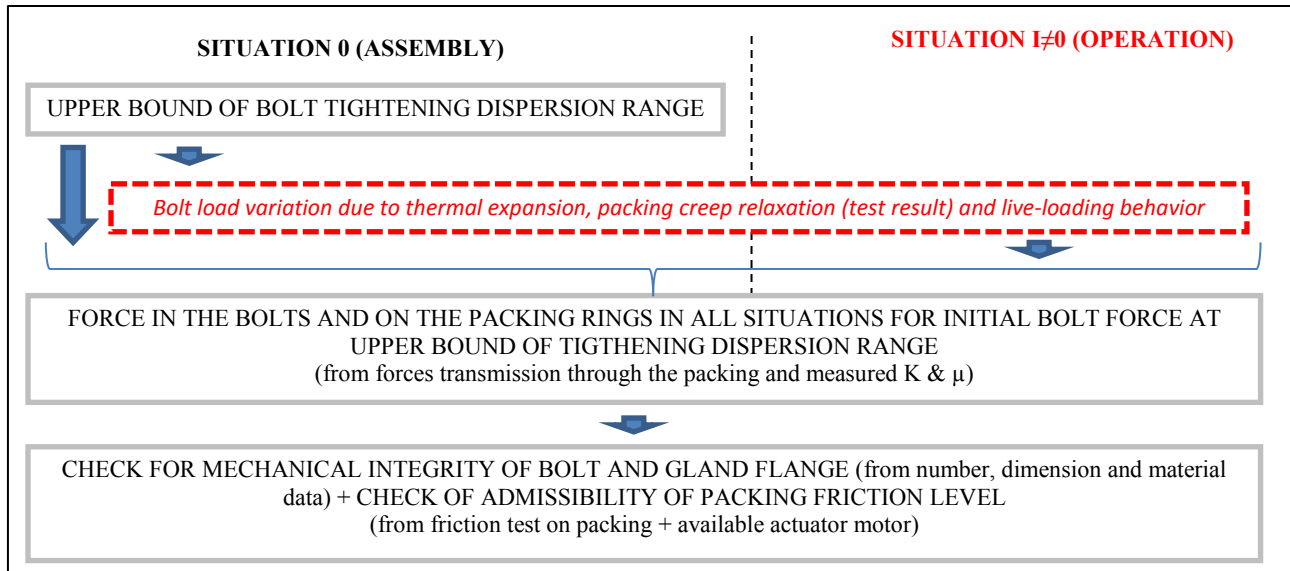 SITUATION 0 (ASSEMBLY)
SITUATION I≠0 (OPERATION)
UPPER BOUND OF BOLT TIGHTENING DISPERSION RANGE
Bolt load variation due to thermal expansion, packing creep relaxation (test result) and live-loading behavior
FORCE IN THE BOLTS AND ON THE PACKING RINGS IN ALL SITUATIONS FOR INITIAL BOLT FORCE AT
UPPER BOUND OF TIGTHENING DISPERSION RANGE
(from forces transmission through the packing and measured K & µ)
CHECK FOR MECHANICAL INTEGRITY OF BOLT AND GLAND FLANGE (from number, dimension and material
data) + CHECK OF ADMISSIBILITY OF PACKING FRICTION LEVEL
(from friction test on packing + available actuator motor)